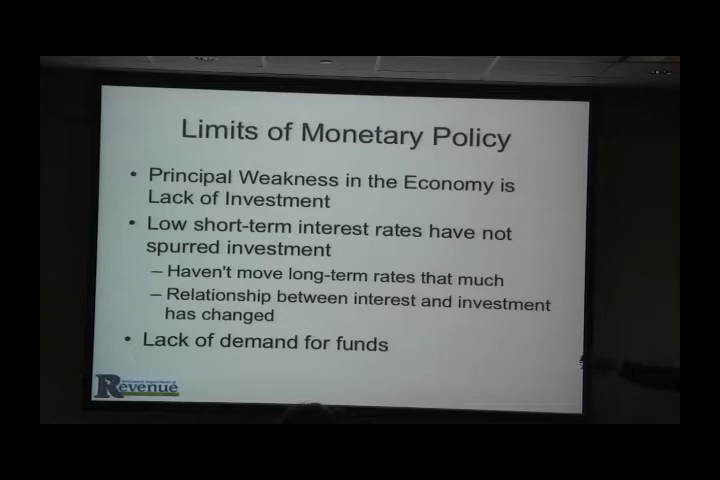 Limits of Monetary Policy
• Principal Weakness in the Economy is
Lack of Investment
• Low short-term interest rates have not
spurred investment
– Haven't move long-term rates that much
– Relationship between interest and investment
has changed
• Lack of demand for funds
Revenue